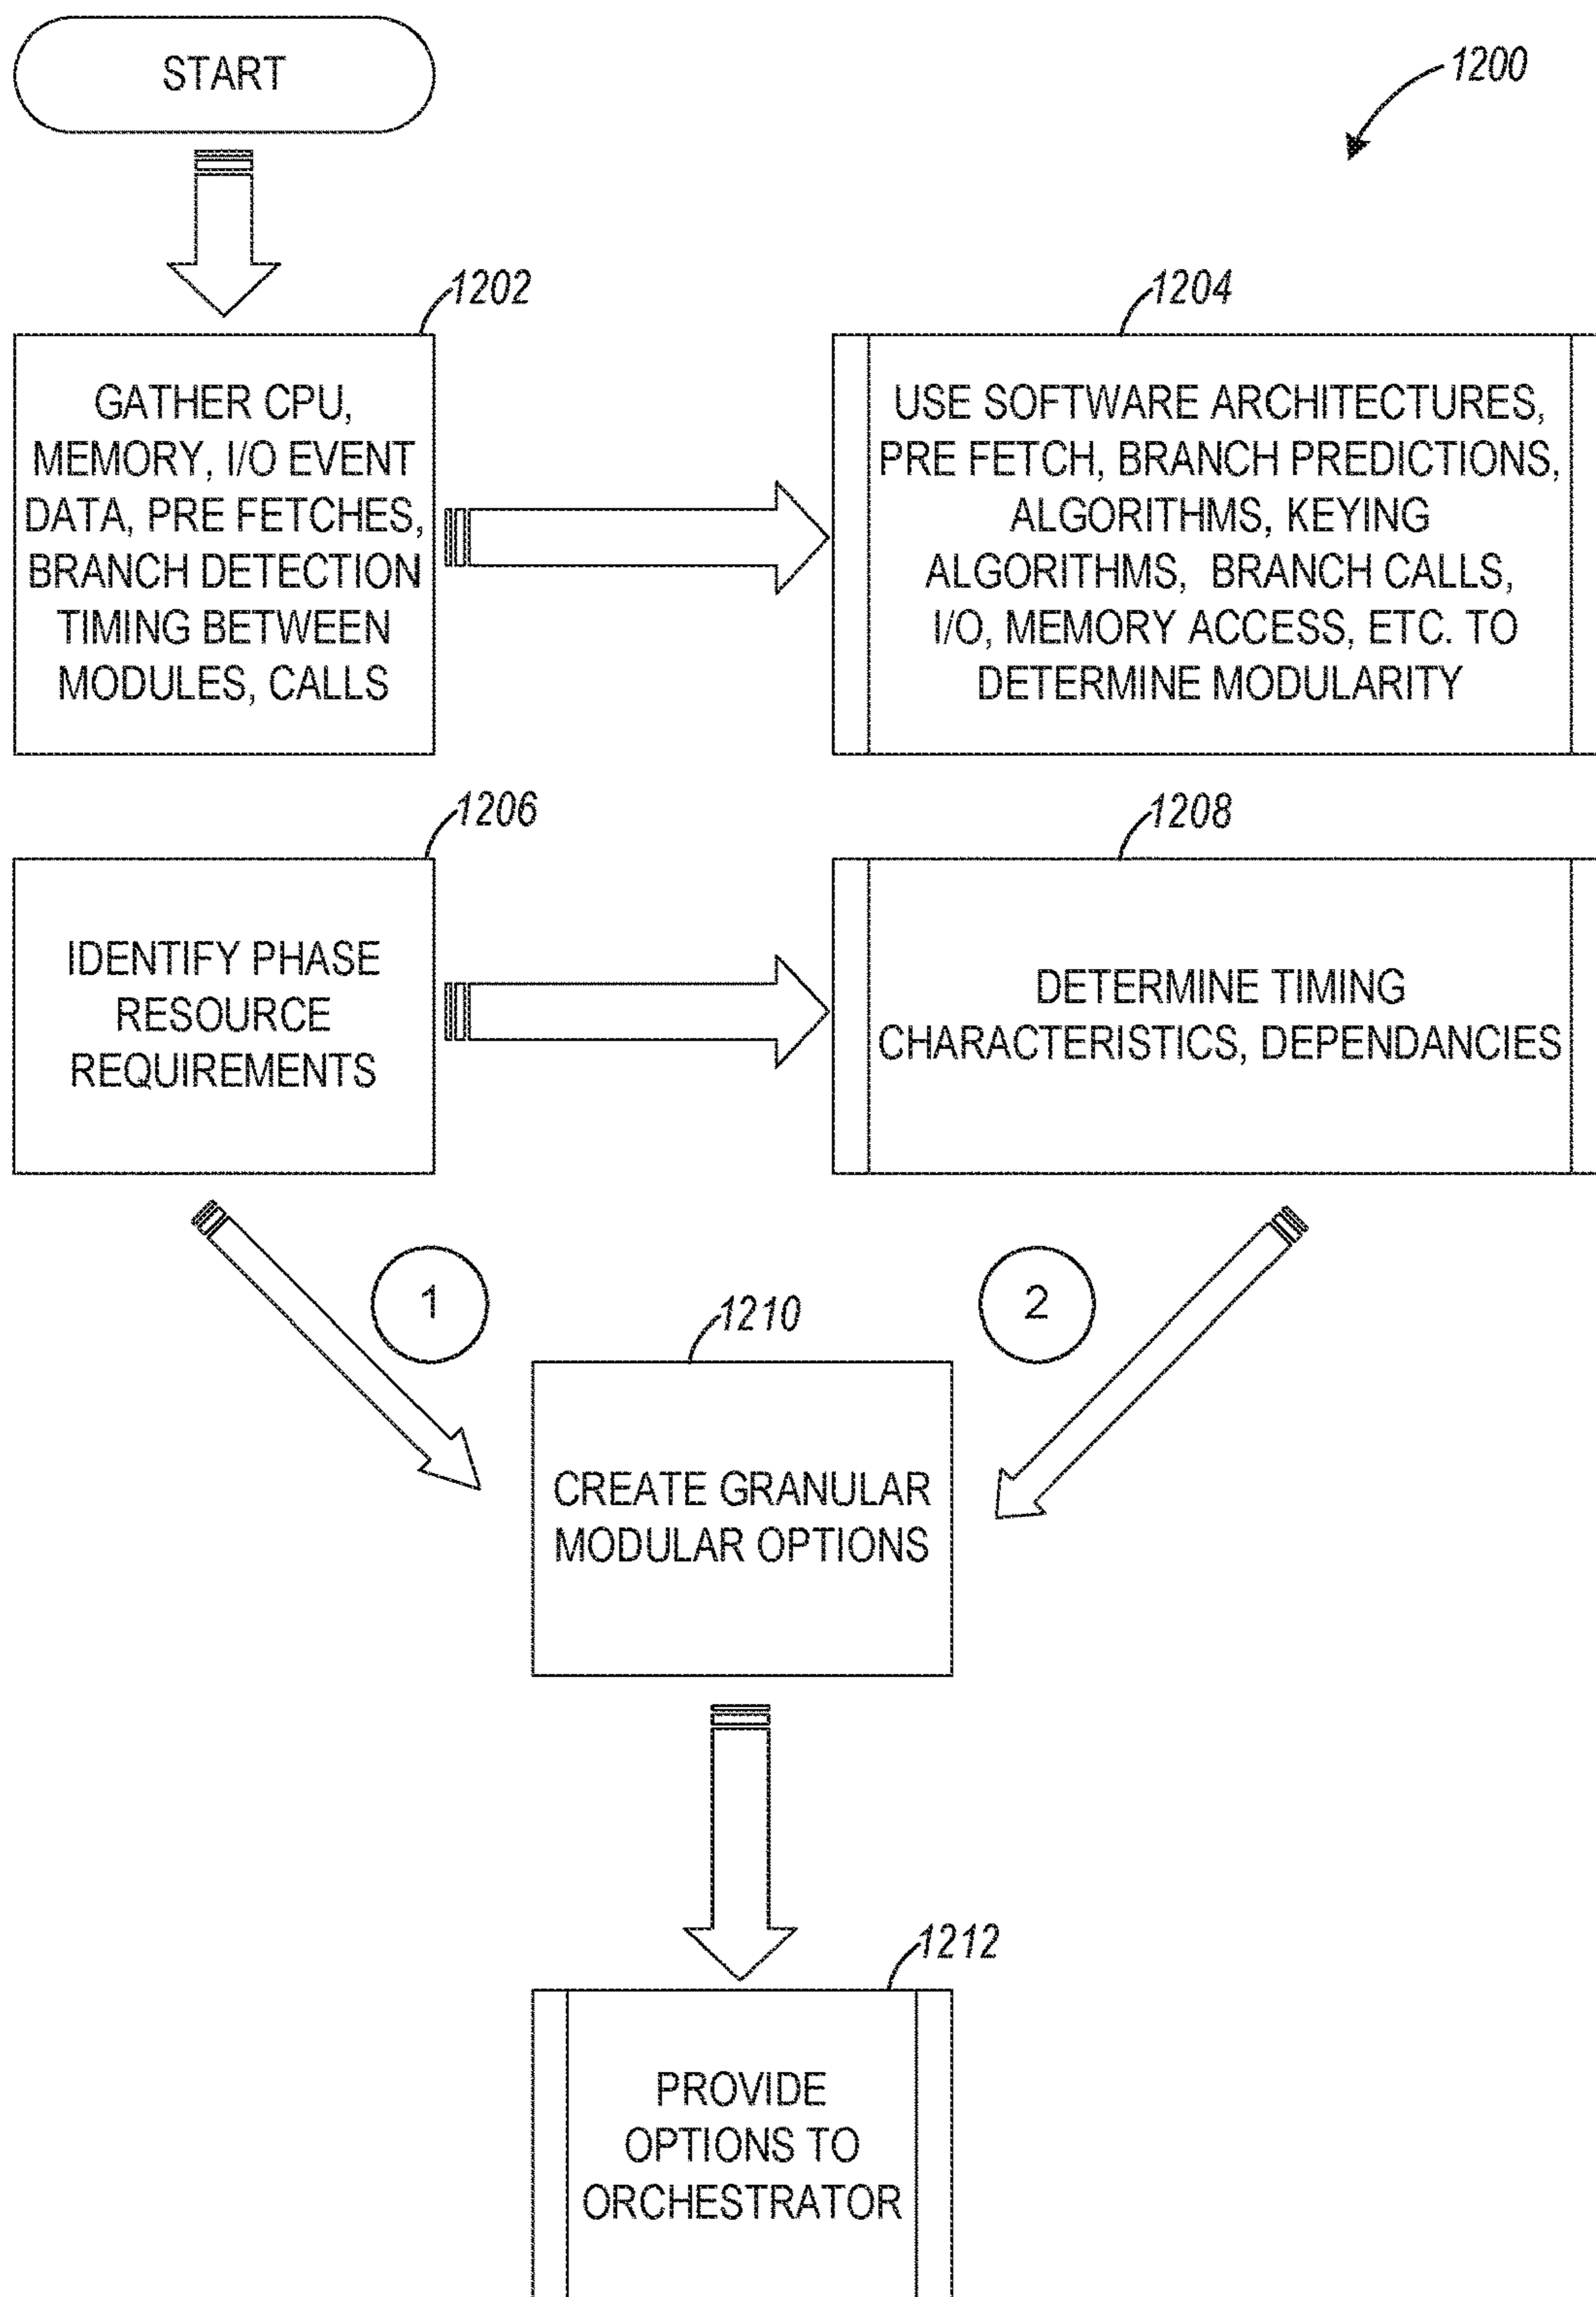 START
1200
1202
GATHER CPU,
MEMORY, I/O EVENT
DATA, PRE FETCHES,
BRANCH DETECTION
TIMING BETWEEN
MODULES, CALLS
1204
USE SOFTWARE ARCHITECTURES,
PRE FETCH, BRANCH PREDICTIONS,
ALGORITHMS, KEYING
ALGORITHMS, BRANCH CALLS,
I/O, MEMORY ACCESS, ETC. TO
DETERMINE MODULARITY
1206
IDENTIFY PHASE
RESOURCE
REQUIREMENTS
1208
DETERMINE TIMING
CHARACTERISTICS, DEPENDANCIES
1
2
1210
CREATE GRANULAR
MODULAR OPTIONS
1212
PROVIDE
OPTIONS TO
ORCHESTRATOR